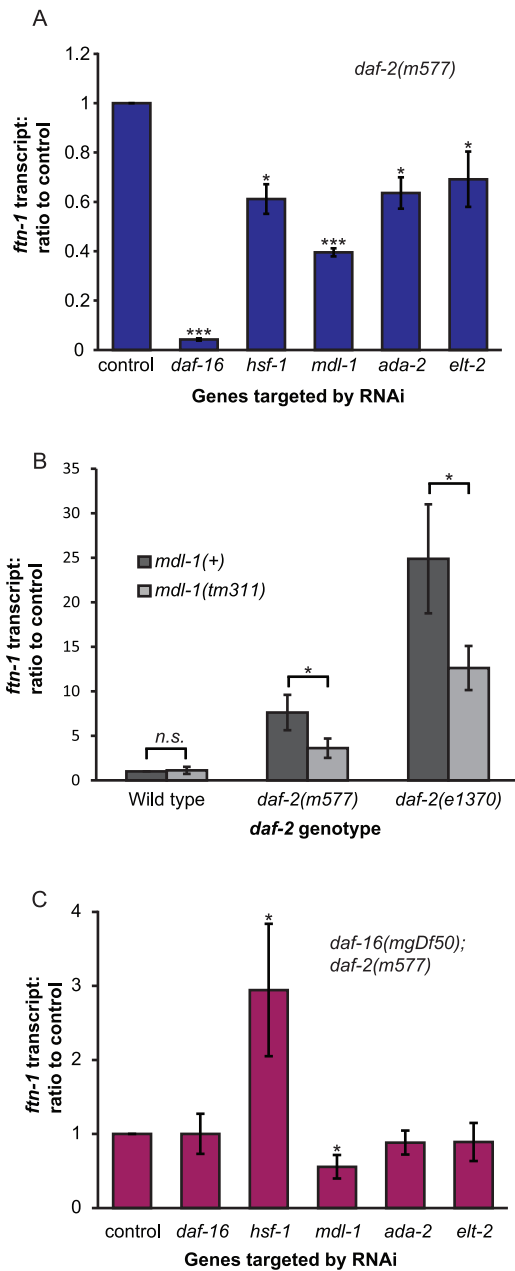 A
daf-2(m577)
ftn-1 transcript:
ratio to control
1.2
1
0.8
0.6
0.4
0.2
0
*
*
*
***
***
control daf-16 hsf-1 mdl-1 ada-2 elt-2
Genes targeted by RNAi
B
ftn-1 transcript:
ratio to control
35
30
25
20
15
10
5
0
mdl-1(+)
mdl-1(tm311)
*
*
n.s.
Wild type daf-2(m577) daf-2(e1370)
daf-2 genotype
C
daf-16(mgDf50);
daf-2(m577)
ftn-1 transcript:
ratio to control
4
3
2
1
0
*
*
control daf-16 hsf-1 mdl-1 ada-2 elt-2
Genes targeted by RNAi